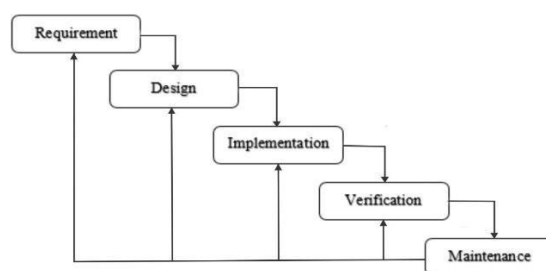 Requirement
Design
Implementation
Verification
Maintenance